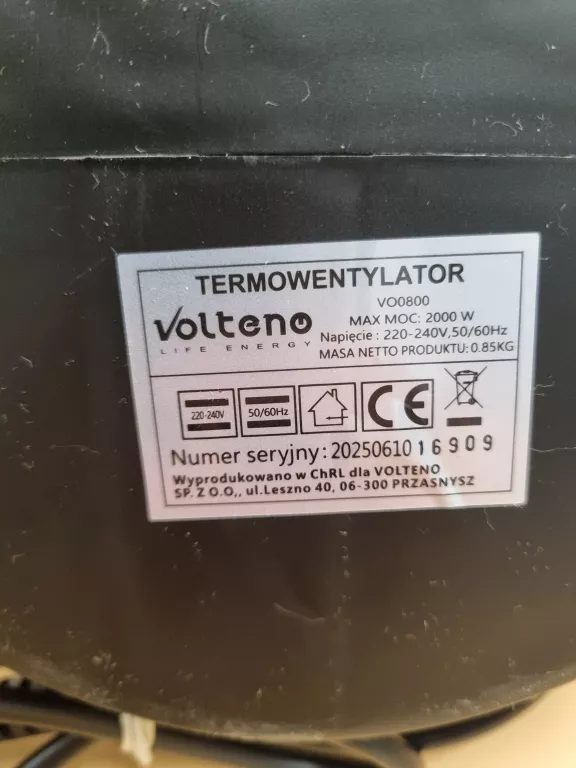 TERMOWENTYLATOR
VO0800
Volteno
LIFE ENERGY
MAX MOC: 2000 W
Napięcie : 220-240V,50/60Hz
MASA NETTO PRODUKTU: 0.85KG
220-240V
50/60Hz
CE
Numer seryjny: 2025061016909
Wyprodukowano w ChRL dla VOLTENO
SP. Z O.O,, ul.Leszno 40, 06-300 PRZASNYSZ